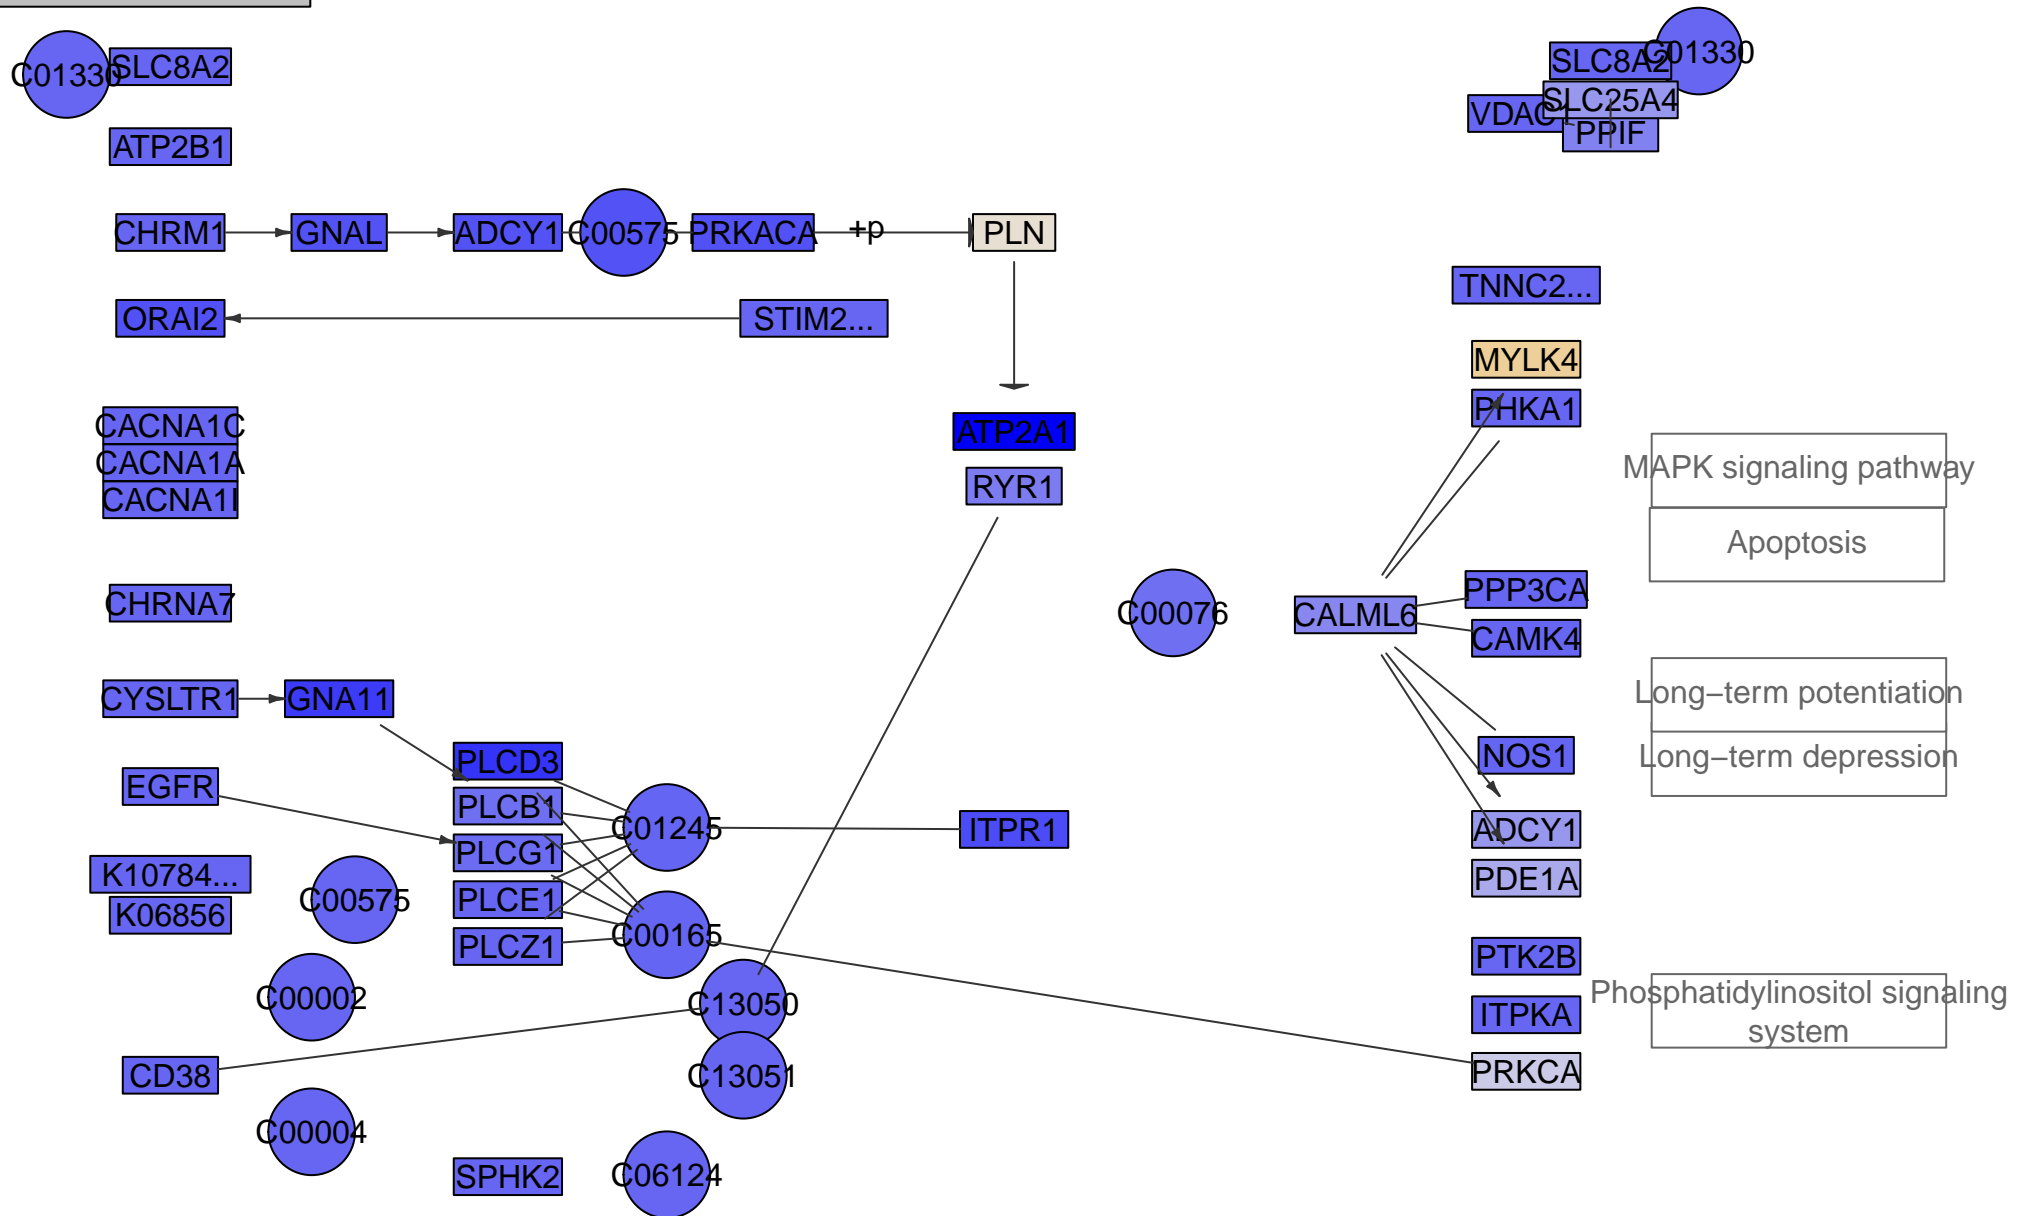 C01330
SLC8A2
SLC8A2
C01330
SLC25A4
VDAC1
PPIF
ATP2B1
CHRM1
GNAL
ADCY1
C00575
PRKACA
+p
PLN
TNNC2...
ORAI2
STIM2...
MYLK4
PHKA1
CACNA1C
CACNA1A
CACNA1I
ATP2A1
RYR1
MAPK signaling pathway
Apoptosis
CHRNA7
C00076
CALML6
PPP3CA
CAMK4
CYSLTR1
GNA11
Long−term potentiation
Long−term depression
NOS1
EGFR
PLCD3
PLCB1
PLCG1
PLCE1
PLCZ1
C01245
C00165
ITPR1
ADCY1
PDE1A
K10784...
K06856
C00575
C00002
C13050
C13051
PTK2B
ITPKA
PRKCA
Phosphatidylinositol signaling
system
CD38
C00004
SPHK2
C06124